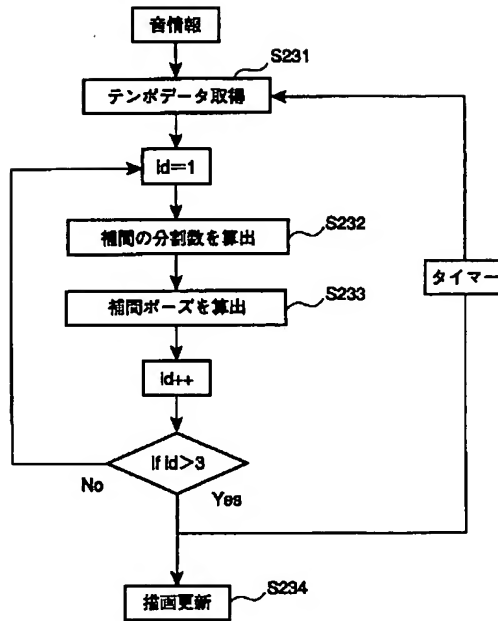 音情報
S231
テンポデータ取得
id=1
S232
補間の分割数を算出
タイマー
S233
補間ポーズを算出
id++
if id>3
No
Yes
S234
描画更新